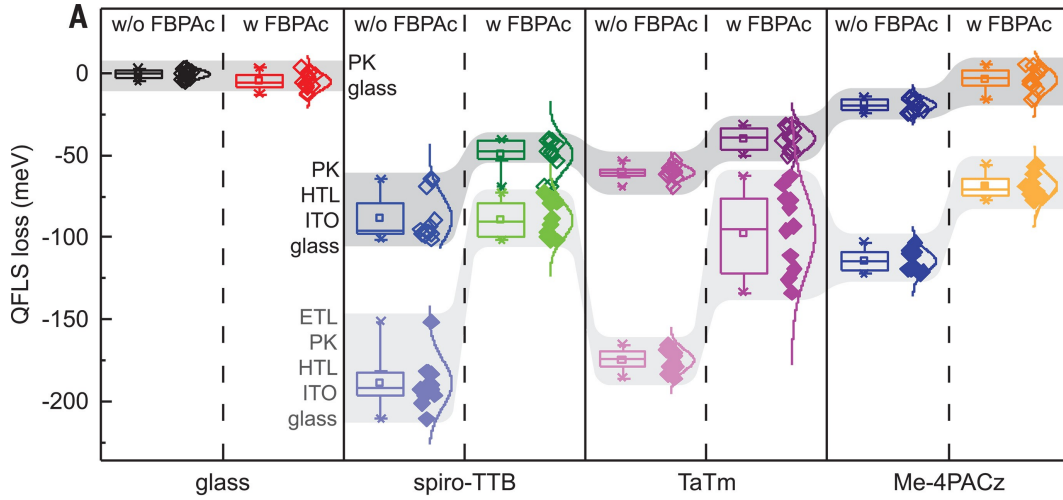 A
w/o FBPAc w FBPAc w/o FBPAc w FBPAc w/o FBPAc w FBPAc w/o FBPAc w FBPAc
QFLS loss (meV)
0
-50
-100
-150
-200
PK
glass
PK
HTL
ITO
glass
ETL
PK
HTL
ITO
glass
glass spiro-TTB TaTm Me-4PACz